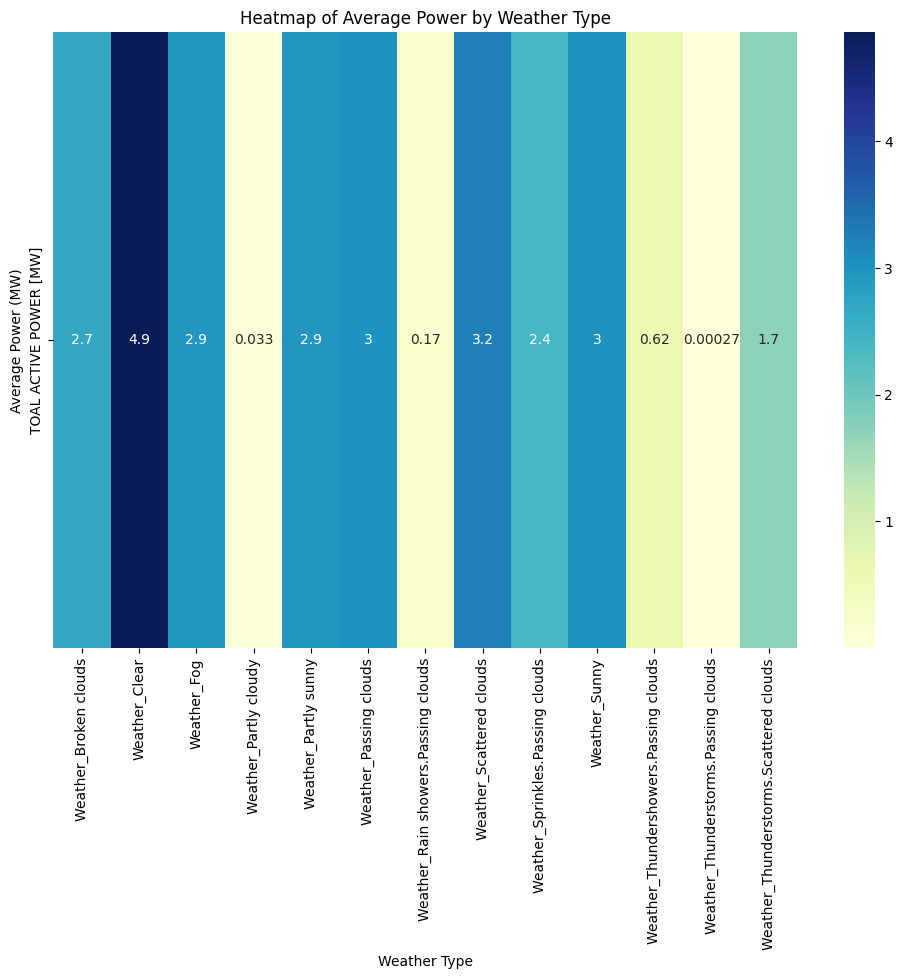 Heatmap of Average Power by Weather Type
Average Power (MW)
TOAL ACTIVE POWER [MW]
2.7 4.9 2.9 0.033 2.9 3 0.17 3.2 2.4 3 0.62 0.00027 1.7
4
3
2
1
Weather_Broken clouds
Weather_Clear
Weather_Fog
Weather_Partly cloudy
Weather_Partly sunny
Weather_Passing clouds
Weather_Rain showers.Passing clouds
Weather_Scattered clouds
Weather_Sprinkles.Passing clouds
Weather_Sunny
Weather_Thundershowers.Passing clouds
Weather_Thunderstorms.Passing clouds
Weather_Thunderstorms.Scattered clouds
Weather Type